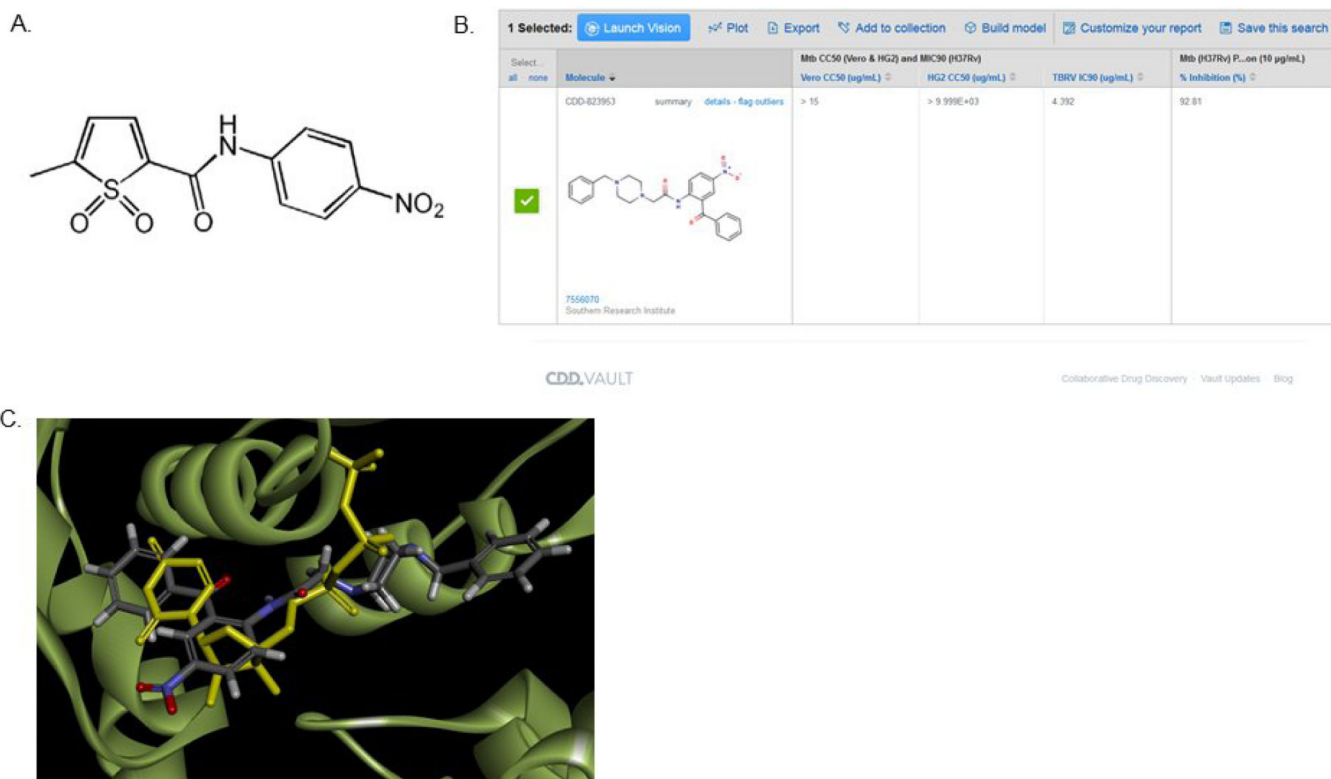 A.
H
N
S
O O
O
NO2
B.
1 Selected: Launch Vision Plot Export Add to collection Build model Customize your report Save this search
Select...
all none
Molecule
Mtb CC50 (Vero & HG2) and MIC90 (H37Rv)
Vero CC50 (ug/mL) HG2 CC50 (ug/mL) TBRV IC90 (ug/mL)
Mtb (H37Rv) P...on (10 µg/mL)
% Inhibition (%)
CDD-823953 summary details - flag outliers
> 15 > 9.999E+03 4.392 92.81
7556070
Southern Research Institute
CDD.VAULT
Collaborative Drug Discovery · Vault Updates · Blog
C.